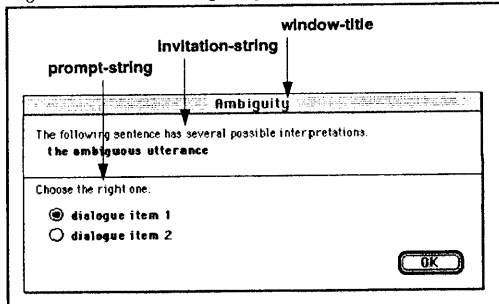 window-title
invitation-string
prompt-string
Ambiguity
The following sentence has several possible interpretations.
the ambiguous utterance
Choose the right one:
dialogue item 1
dialogue item 2
OK